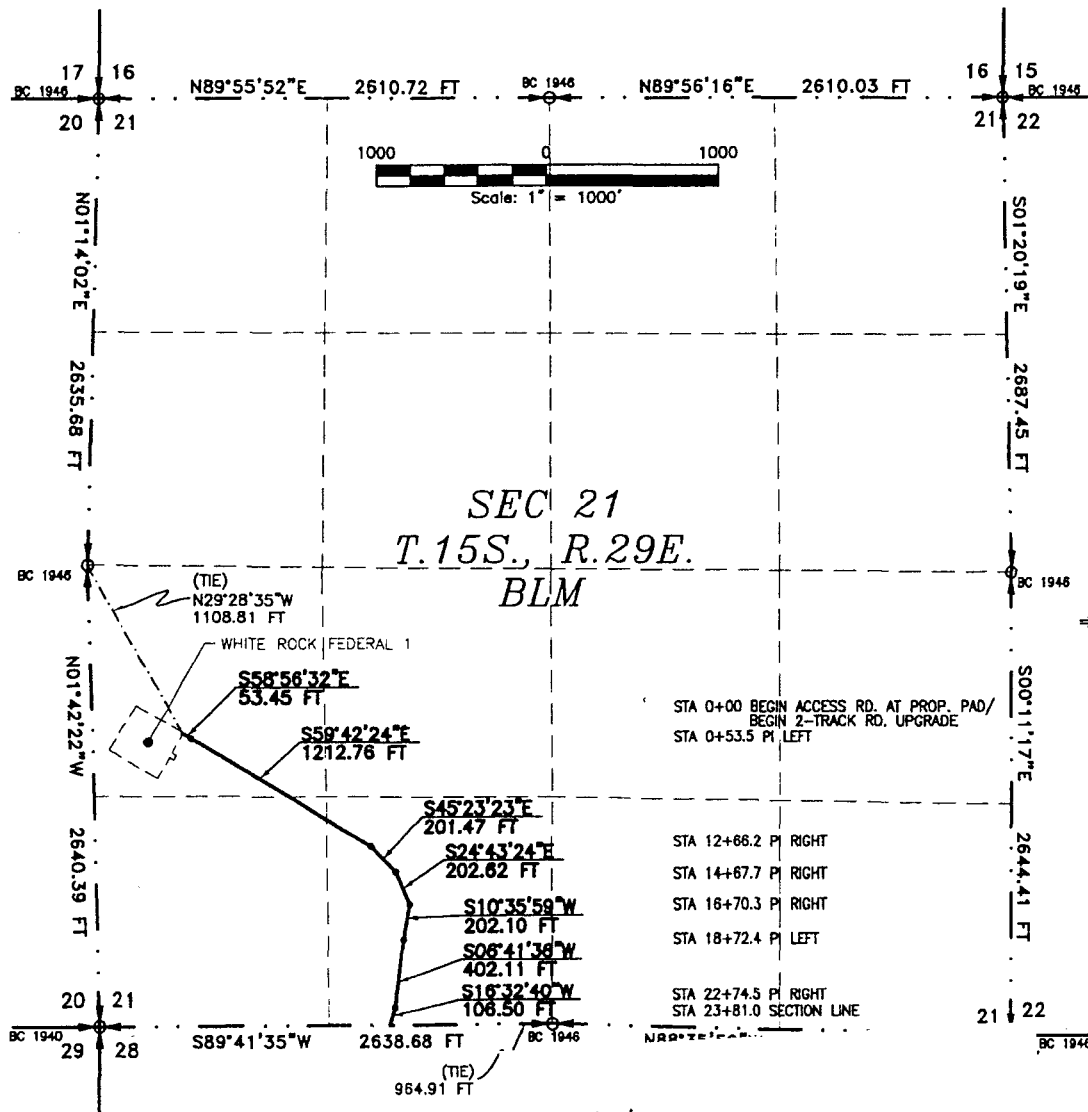 17 16
20 21
BC 1946
N89°55'52"E 2610.72 FT
BC 1946
N89°56'16"E 2610.03 FT
16 15
21 22
BC 1946
1000 0 1000
Scale: 1" = 1000'
N01°14'02"E 2635.68 FT
S01°20'19"E 2687.45 FT
SEC 21
T.15S., R.29E.
BLM
BC 1946
BC 1946
(TIE)
N29°28'35"W
1108.81 FT
WHITE ROCK FEDERAL 1
N01°42'22"W 2640.39 FT
S00°11'17"E 2644.41 FT
S58°56'32"E
53.45 FT
S59°42'24"E
1212.76 FT
S45°23'23"E
201.47 FT
S24°43'24"E
202.62 FT
S10°35'59"W
202.10 FT
S06°41'36"W
402.11 FT
S16°32'40"W
106.50 FT
STA 0+00 BEGIN ACCESS RD. AT PROP. PAD/
BEGIN 2-TRACK RD. UPGRADE
STA 0+53.5 PI LEFT
STA 12+66.2 PI RIGHT
STA 14+67.7 PI RIGHT
STA 16+70.3 PI RIGHT
STA 18+72.4 PI LEFT
STA 22+74.5 PI RIGHT
STA 23+81.0 SECTION LINE
20 21
29 28
BC 1940
S89°41'35"W 2638.68 FT
BC 1946
(TIE)
964.91 FT
21 22
BC 1946